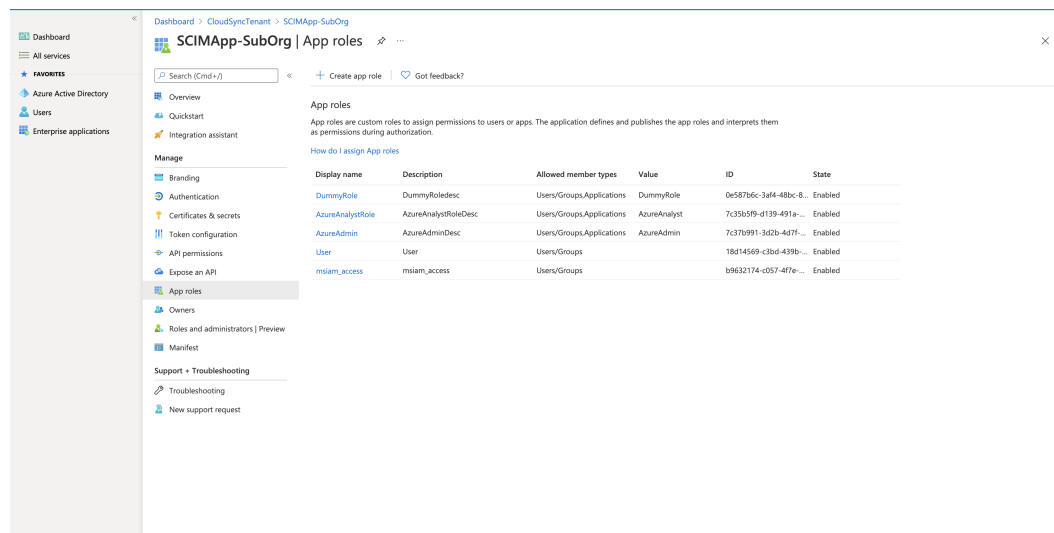 Dashboard
All services
FAVORITES
Azure Active Directory
Users
Enterprise applications
Dashboard > CloudSyncTenant > SCIMApp-SubOrg
SCIMApp-SubOrg | App roles
Search (Cmd+/)
Overview
Quickstart
Integration assistant
Manage
Branding
Authentication
Certificates & secrets
Token configuration
API permissions
Expose an API
App roles
Owners
Roles and administrators | Preview
Manifest
Support + Troubleshooting
Troubleshooting
New support request
Create app role | Got feedback?
App roles
App roles are custom roles to assign permissions to users or apps. The application defines and publishes the app roles and interprets them
as permissions during authorization.
How do I assign App roles
Display name Description Allowed member types Value ID State
DummyRole DummyRoledesc Users/Groups,Applications DummyRole 0e587b6c-3af4-48bc-8... Enabled
AzureAnalystRole AzureAnalystRoleDesc Users/Groups,Applications AzureAnalyst 7c35b5f9-d139-491a-... Enabled
AzureAdmin AzureAdminDesc Users/Groups,Applications AzureAdmin 7c37b991-3d2b-4d7f-... Enabled
User User Users/Groups 18d14569-c3bd-439b-... Enabled
msiam_access msiam_access Users/Groups b9632174-c057-4f7e-... Enabled